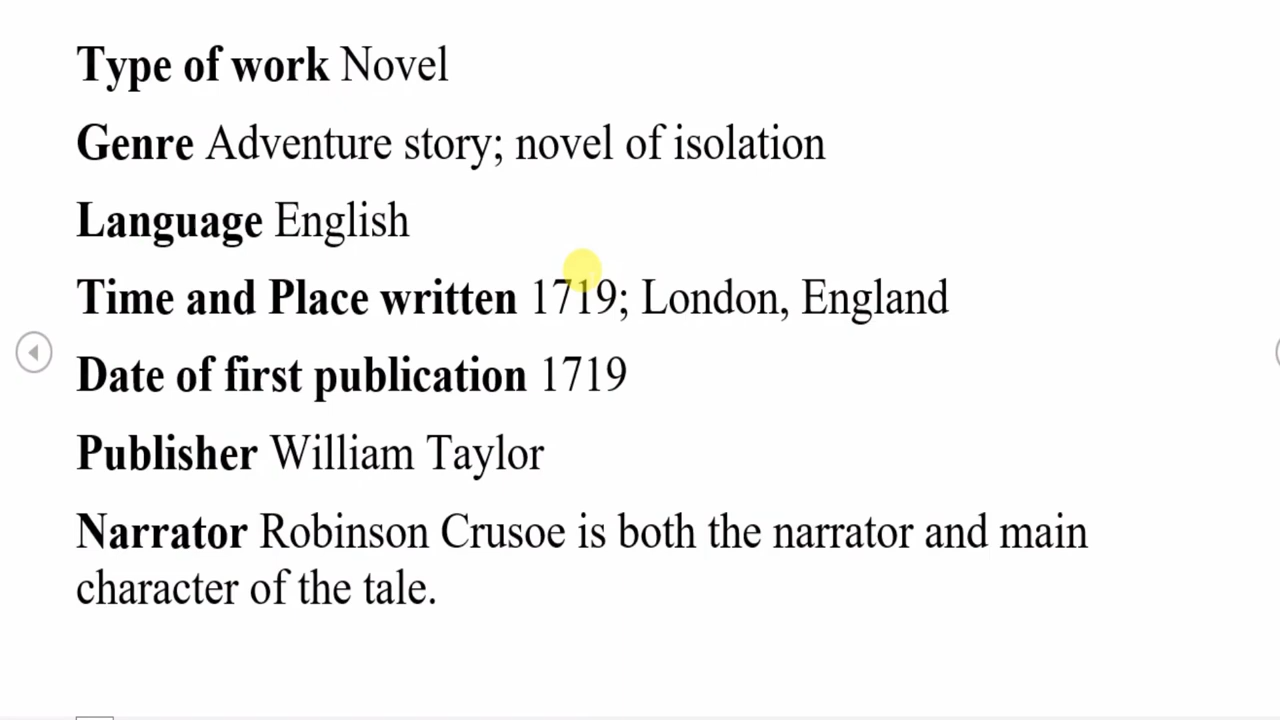 Type of work Novel
Genre Adventure story; novel of isolation
Language English
Time and Place written 1719; London, England
Date of first publication 1719
Publisher William Taylor
Narrator Robinson Crusoe is both the narrator and main
character of the tale.